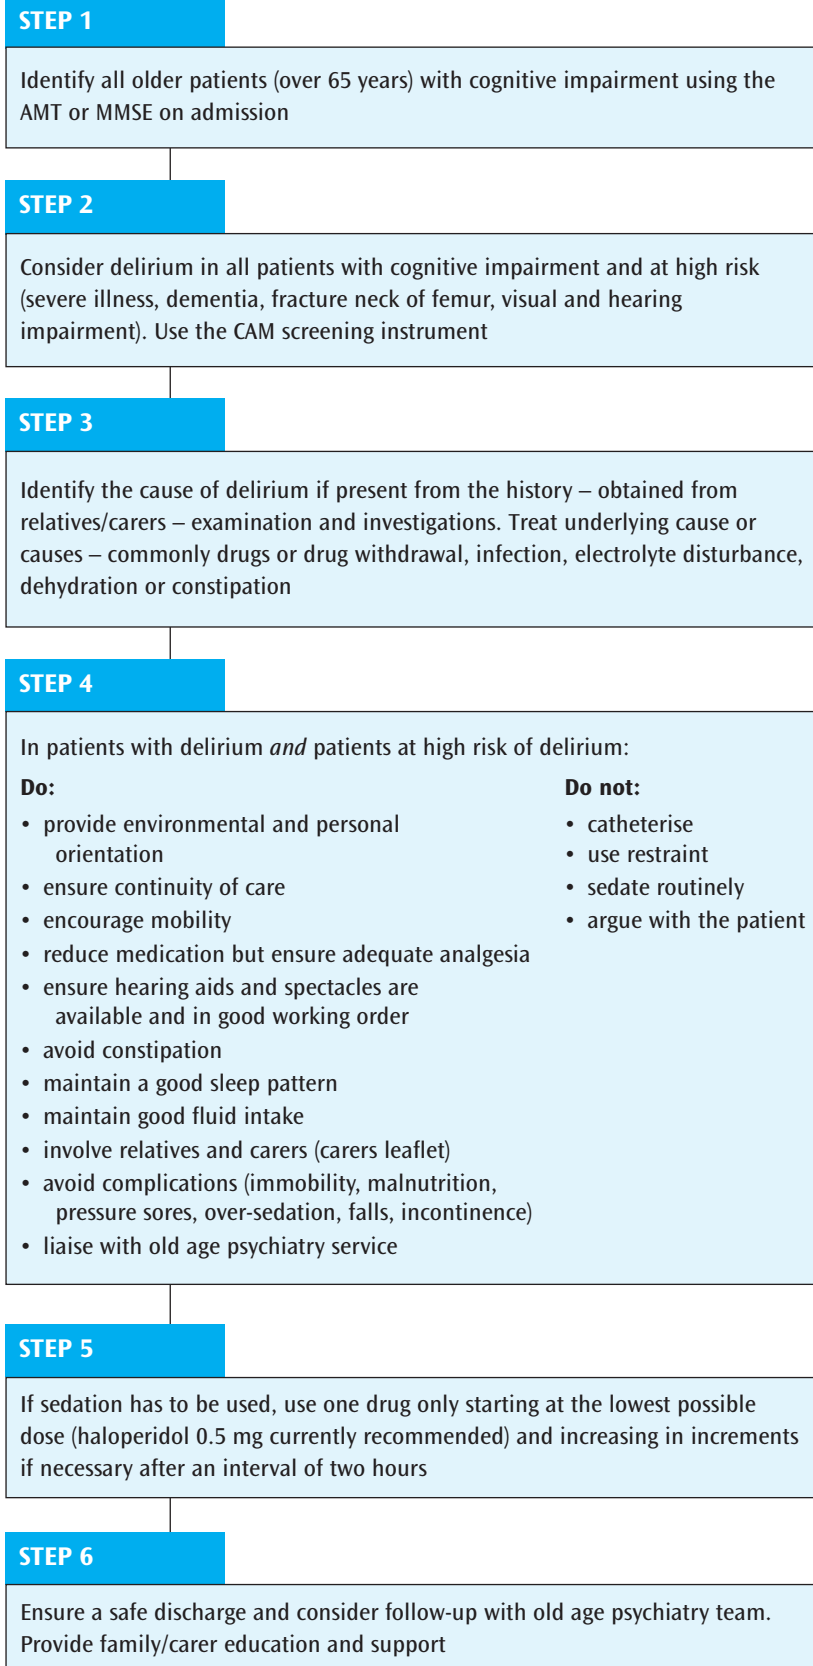 STEP 1
Identify all older patients (over 65 years) with cognitive impairment using the
AMT or MMSE on admission
STEP 2
Consider delirium in all patients with cognitive impairment and at high risk
(severe illness, dementia, fracture neck of femur, visual and hearing
impairment). Use the CAM screening instrument
STEP 3
Identify the cause of delirium if present from the history – obtained from
relatives/carers – examination and investigations. Treat underlying cause or
causes – commonly drugs or drug withdrawal, infection, electrolyte disturbance,
dehydration or constipation
STEP 4
In patients with delirium and patients at high risk of delirium:
Do:
• provide environmental and personal
orientation
• ensure continuity of care
• encourage mobility
• reduce medication but ensure adequate analgesia
• ensure hearing aids and spectacles are
available and in good working order
• avoid constipation
• maintain a good sleep pattern
• maintain good fluid intake
• involve relatives and carers (carers leaflet)
• avoid complications (immobility, malnutrition,
pressure sores, over-sedation, falls, incontinence)
• liaise with old age psychiatry service
Do not:
• catheterise
• use restraint
• sedate routinely
• argue with the patient
STEP 5
If sedation has to be used, use one drug only starting at the lowest possible
dose (haloperidol 0.5 mg currently recommended) and increasing in increments
if necessary after an interval of two hours
STEP 6
Ensure a safe discharge and consider follow-up with old age psychiatry team.
Provide family/carer education and support